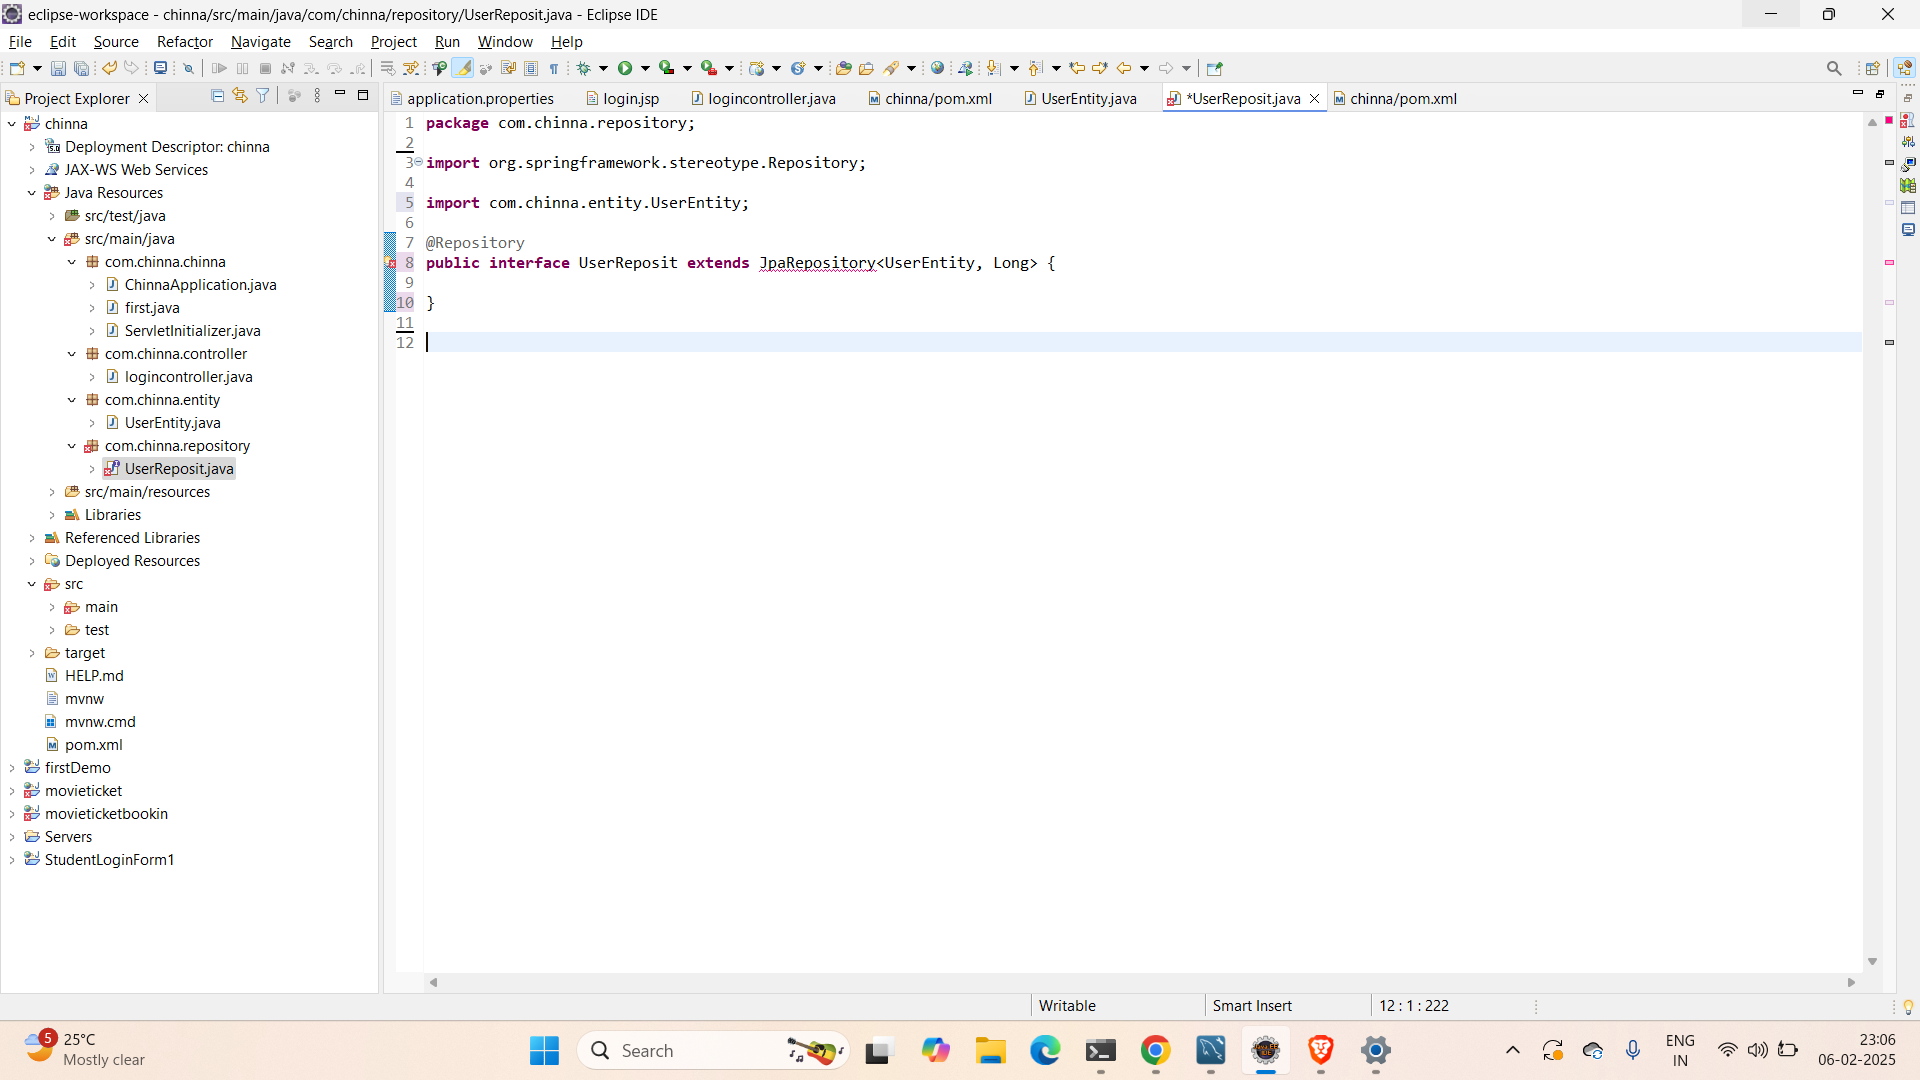 eclipse-workspace - chinna/src/main/java/com/chinna/repository/UserReposit.java - Eclipse IDE
File Edit Source Refactor Navigate Search Project Run Window Help
Project Explorer
application.properties login.jsp logincontroller.java chinna/pom.xml UserEntity.java *UserReposit.java chinna/pom.xml
chinna
Deployment Descriptor: chinna
JAX-WS Web Services
Java Resources
src/test/java
src/main/java
com.chinna.chinna
ChinnaApplication.java
first.java
ServletInitializer.java
com.chinna.controller
logincontroller.java
com.chinna.entity
UserEntity.java
com.chinna.repository
UserReposit.java
src/main/resources
Libraries
Referenced Libraries
Deployed Resources
src
main
test
target
HELP.md
mvnw
mvnw.cmd
pom.xml
firstDemo
movieticket
movieticketbookin
Servers
StudentLoginForm1
1 package com.chinna.repository;
2
3 import org.springframework.stereotype.Repository;
4
5 import com.chinna.entity.UserEntity;
6
7 @Repository
8 public interface UserReposit extends JpaRepository<UserEntity, Long> {
9
10 }
11
12
Writable Smart Insert 12 : 1 : 222
5 25°C
Mostly clear
Search
ENG
IN
23:06
06-02-2025